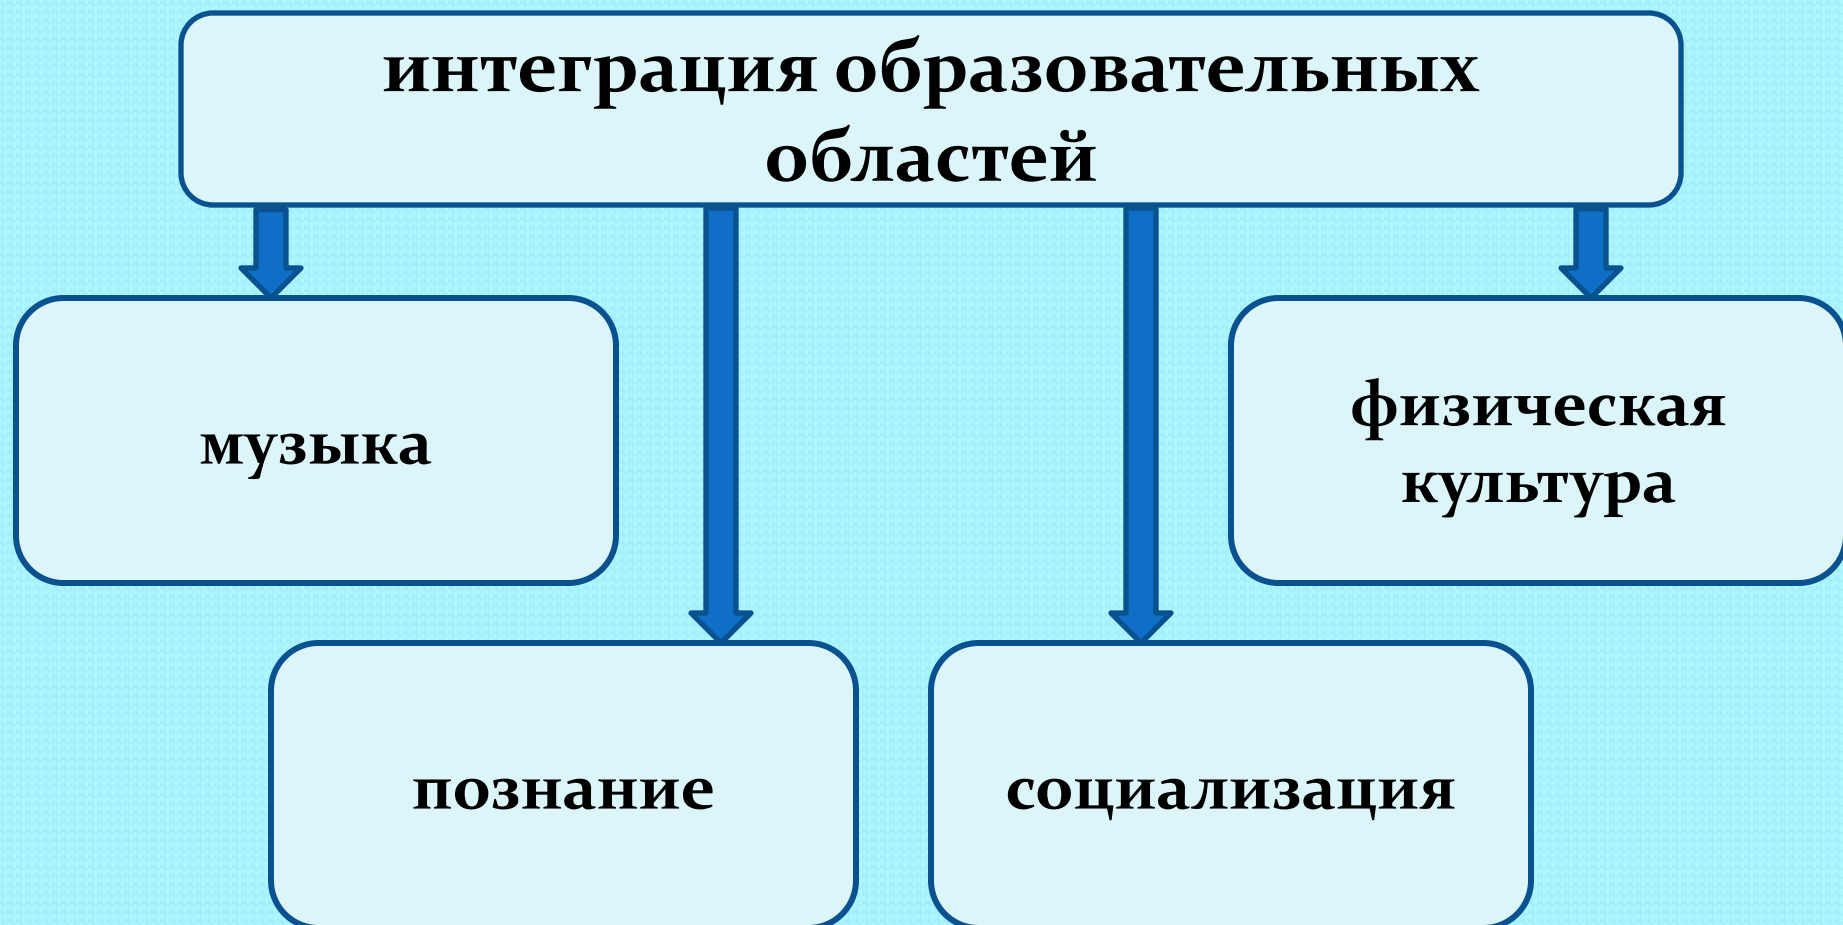 интеграция образовательных
областей
музыка
физическая
культура
познание
социализация